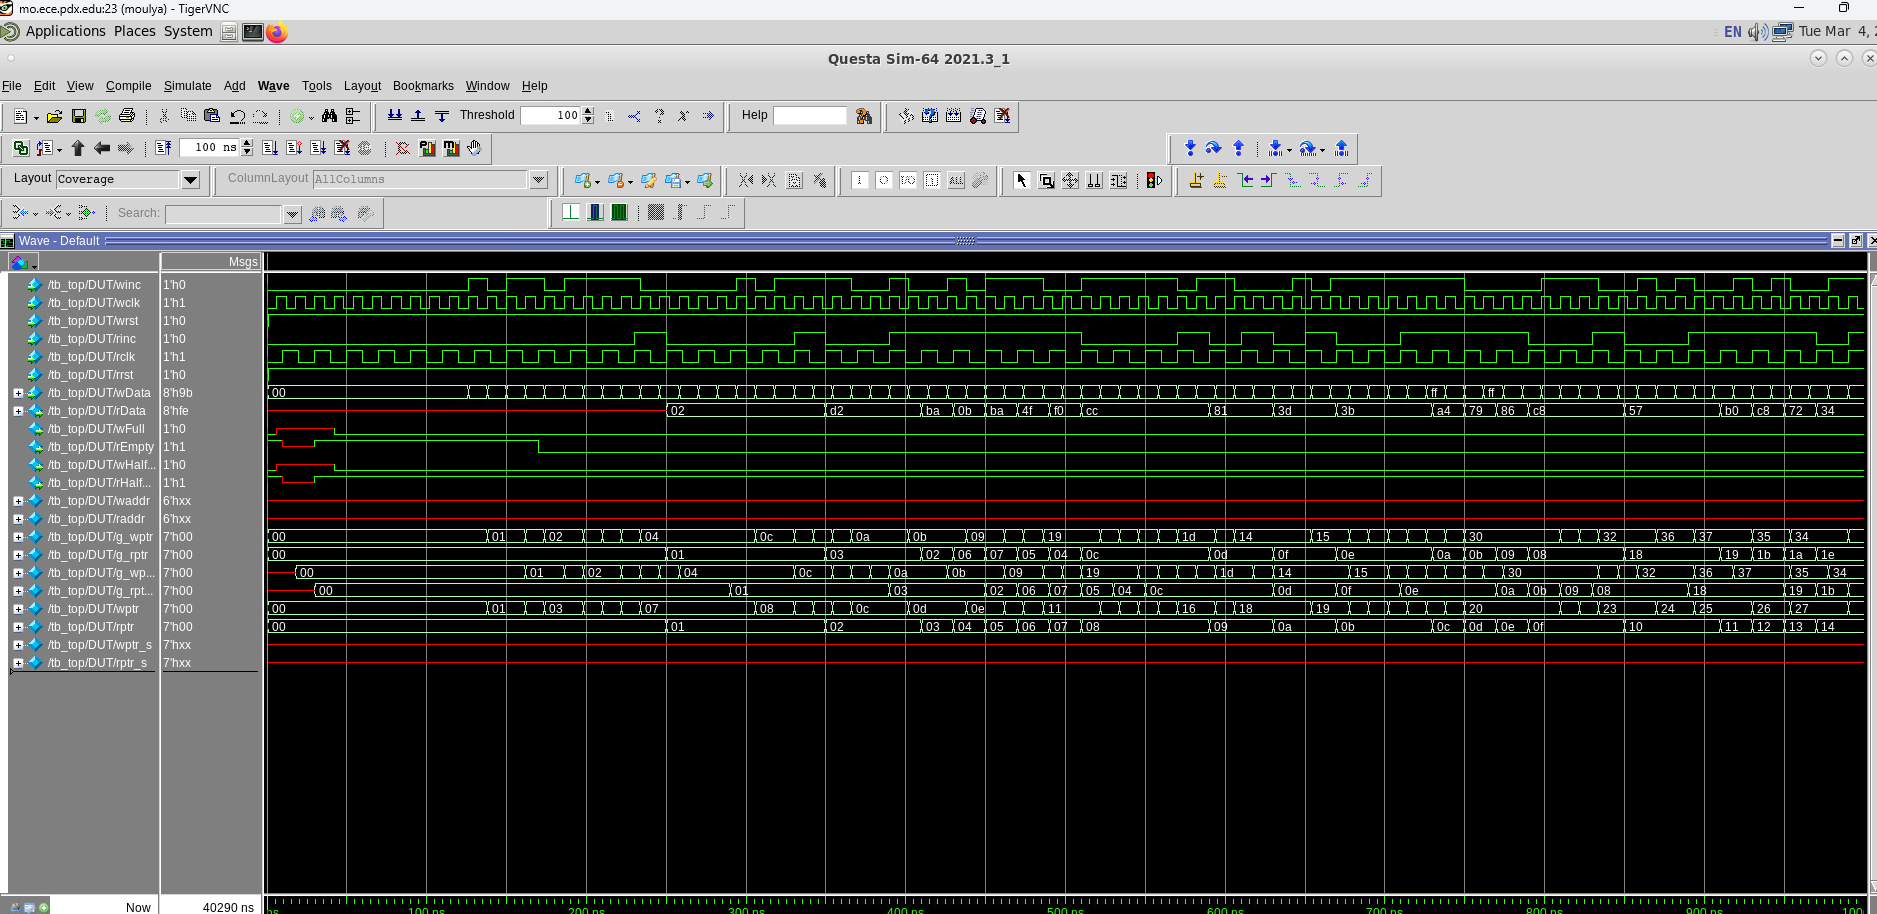 mo.ece.pdx.edu:23 (moulya) - TigerVNC
Applications Places System
EN Tue Mar 4, 2
Questa Sim-64 2021.3_1
File Edit View Compile Simulate Add Wave Tools Layout Bookmarks Window Help
Threshold 100 Help
100 ns
Layout Coverage ColumnLayout AllColumns
Search:
Wave - Default
Msgs
/tb_top/DUT/winc 1'h0
/tb_top/DUT/wclk 1'h1
/tb_top/DUT/wrst 1'h0
/tb_top/DUT/rinc 1'h0
/tb_top/DUT/rclk 1'h1
/tb_top/DUT/rrst 1'h0
/tb_top/DUT/wData 8'h9b 00 ff ff
/tb_top/DUT/rData 8'hfe 02 d2 ba 0b ba 4f f0 cc 81 3d 3b a4 79 86 c8 57 b0 c8 72 34
/tb_top/DUT/wFull 1'h0
/tb_top/DUT/rEmpty 1'h1
/tb_top/DUT/wHalf... 1'h0
/tb_top/DUT/rHalf... 1'h1
/tb_top/DUT/waddr 6'hxx
/tb_top/DUT/raddr 6'hxx
/tb_top/DUT/g_wptr 7'h00 00 01 02 04 0c 0a 0b 09 19 1d 14 15 30 32 36 37 35 34
/tb_top/DUT/g_rptr 7'h00 00 01 03 02 06 07 05 04 0c 0d 0f 0e 0a 0b 09 08 18 19 1b 1a 1e
/tb_top/DUT/g_wp... 7'h00 00 01 02 04 0c 0a 0b 09 19 1d 14 15 30 32 36 37 35 34
/tb_top/DUT/g_rpt... 7'h00 00 01 03 02 06 07 05 04 0c 0d 0f 0e 0a 0b 09 08 18 19 1b
/tb_top/DUT/wptr 7'h00 00 01 03 07 08 0c 0d 0e 11 16 18 19 20 23 24 25 26 27
/tb_top/DUT/rptr 7'h00 00 01 02 03 04 05 06 07 08 09 0a 0b 0c 0d 0e 0f 10 11 12 13 14
/tb_top/DUT/wptr_s 7'hxx
/tb_top/DUT/rptr_s 7'hxx
Now 40290 ns ns 100 ns 200 ns 300 ns 400 ns 500 ns 600 ns 700 ns 800 ns 900 ns 100